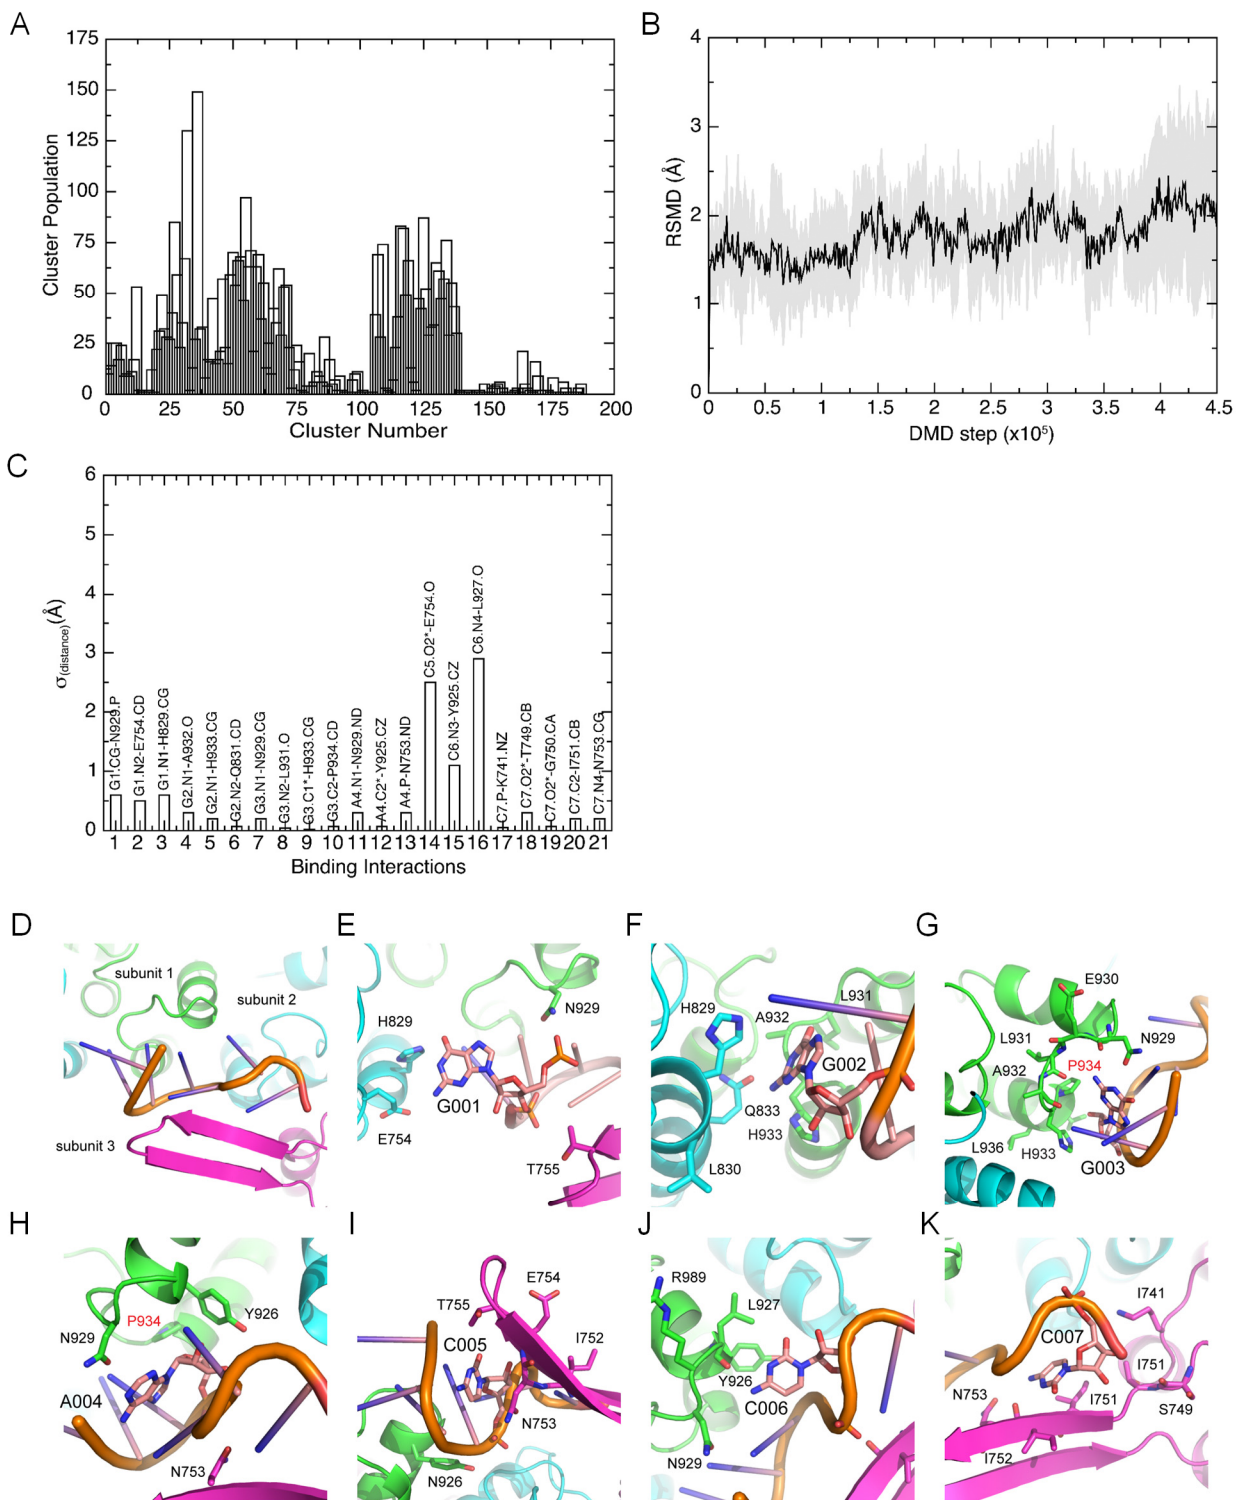 A
175
150
125
100
75
50
25
0
Cluster Population
0 25 50 75 100 125 150 175 200
Cluster Number
B
4
3
2
1
0
RSMD (Å)
0 0.5 1 1.5 2 2.5 3 3.5 4 4.5
DMD step (x10⁵)
C
6
5
4
3
2
1
0
σ(distance)(Å)
G1.CG-N929.P
G1.N2-E754.CD
G1.N1-H829.CG
G2.N1-A932.O
G2.N1-H933.CG
G2.N2-Q831.CD
G3.N1-N929.CG
G3.N2-L931.O
G3.C1*-H933.CG
G3.C2-P934.CD
A4.N1-N929.ND
A4.C2*-Y925.CZ
A4.P-N753.ND
C5.O2*-E754.O
C6.N3-Y925.CZ
C6.N4-L927.O
C7.P-K741.NZ
C7.O2*-T749.CB
C7.O2*-G750.CA
C7.C2-I751.CB
C7.N4-N753.CG
1 2 3 4 5 6 7 8 9 10 11 12 13 14 15 16 17 18 19 20 21
Binding Interactions
D
subunit 1
subunit 2
subunit 3
E
N929
H829
G001
E754
T755
F
L931
H829
A932
G002
Q833
H933
L830
G
E930
L931
N929
P934
A932
L936
H933
G003
H
P934
Y926
N929
A004
N753
I
E754
T755
C005
I752
N753
N926
J
R989
L927
Y926
C006
N929
K
I741
C007
I751
N753
I751
S749
I752